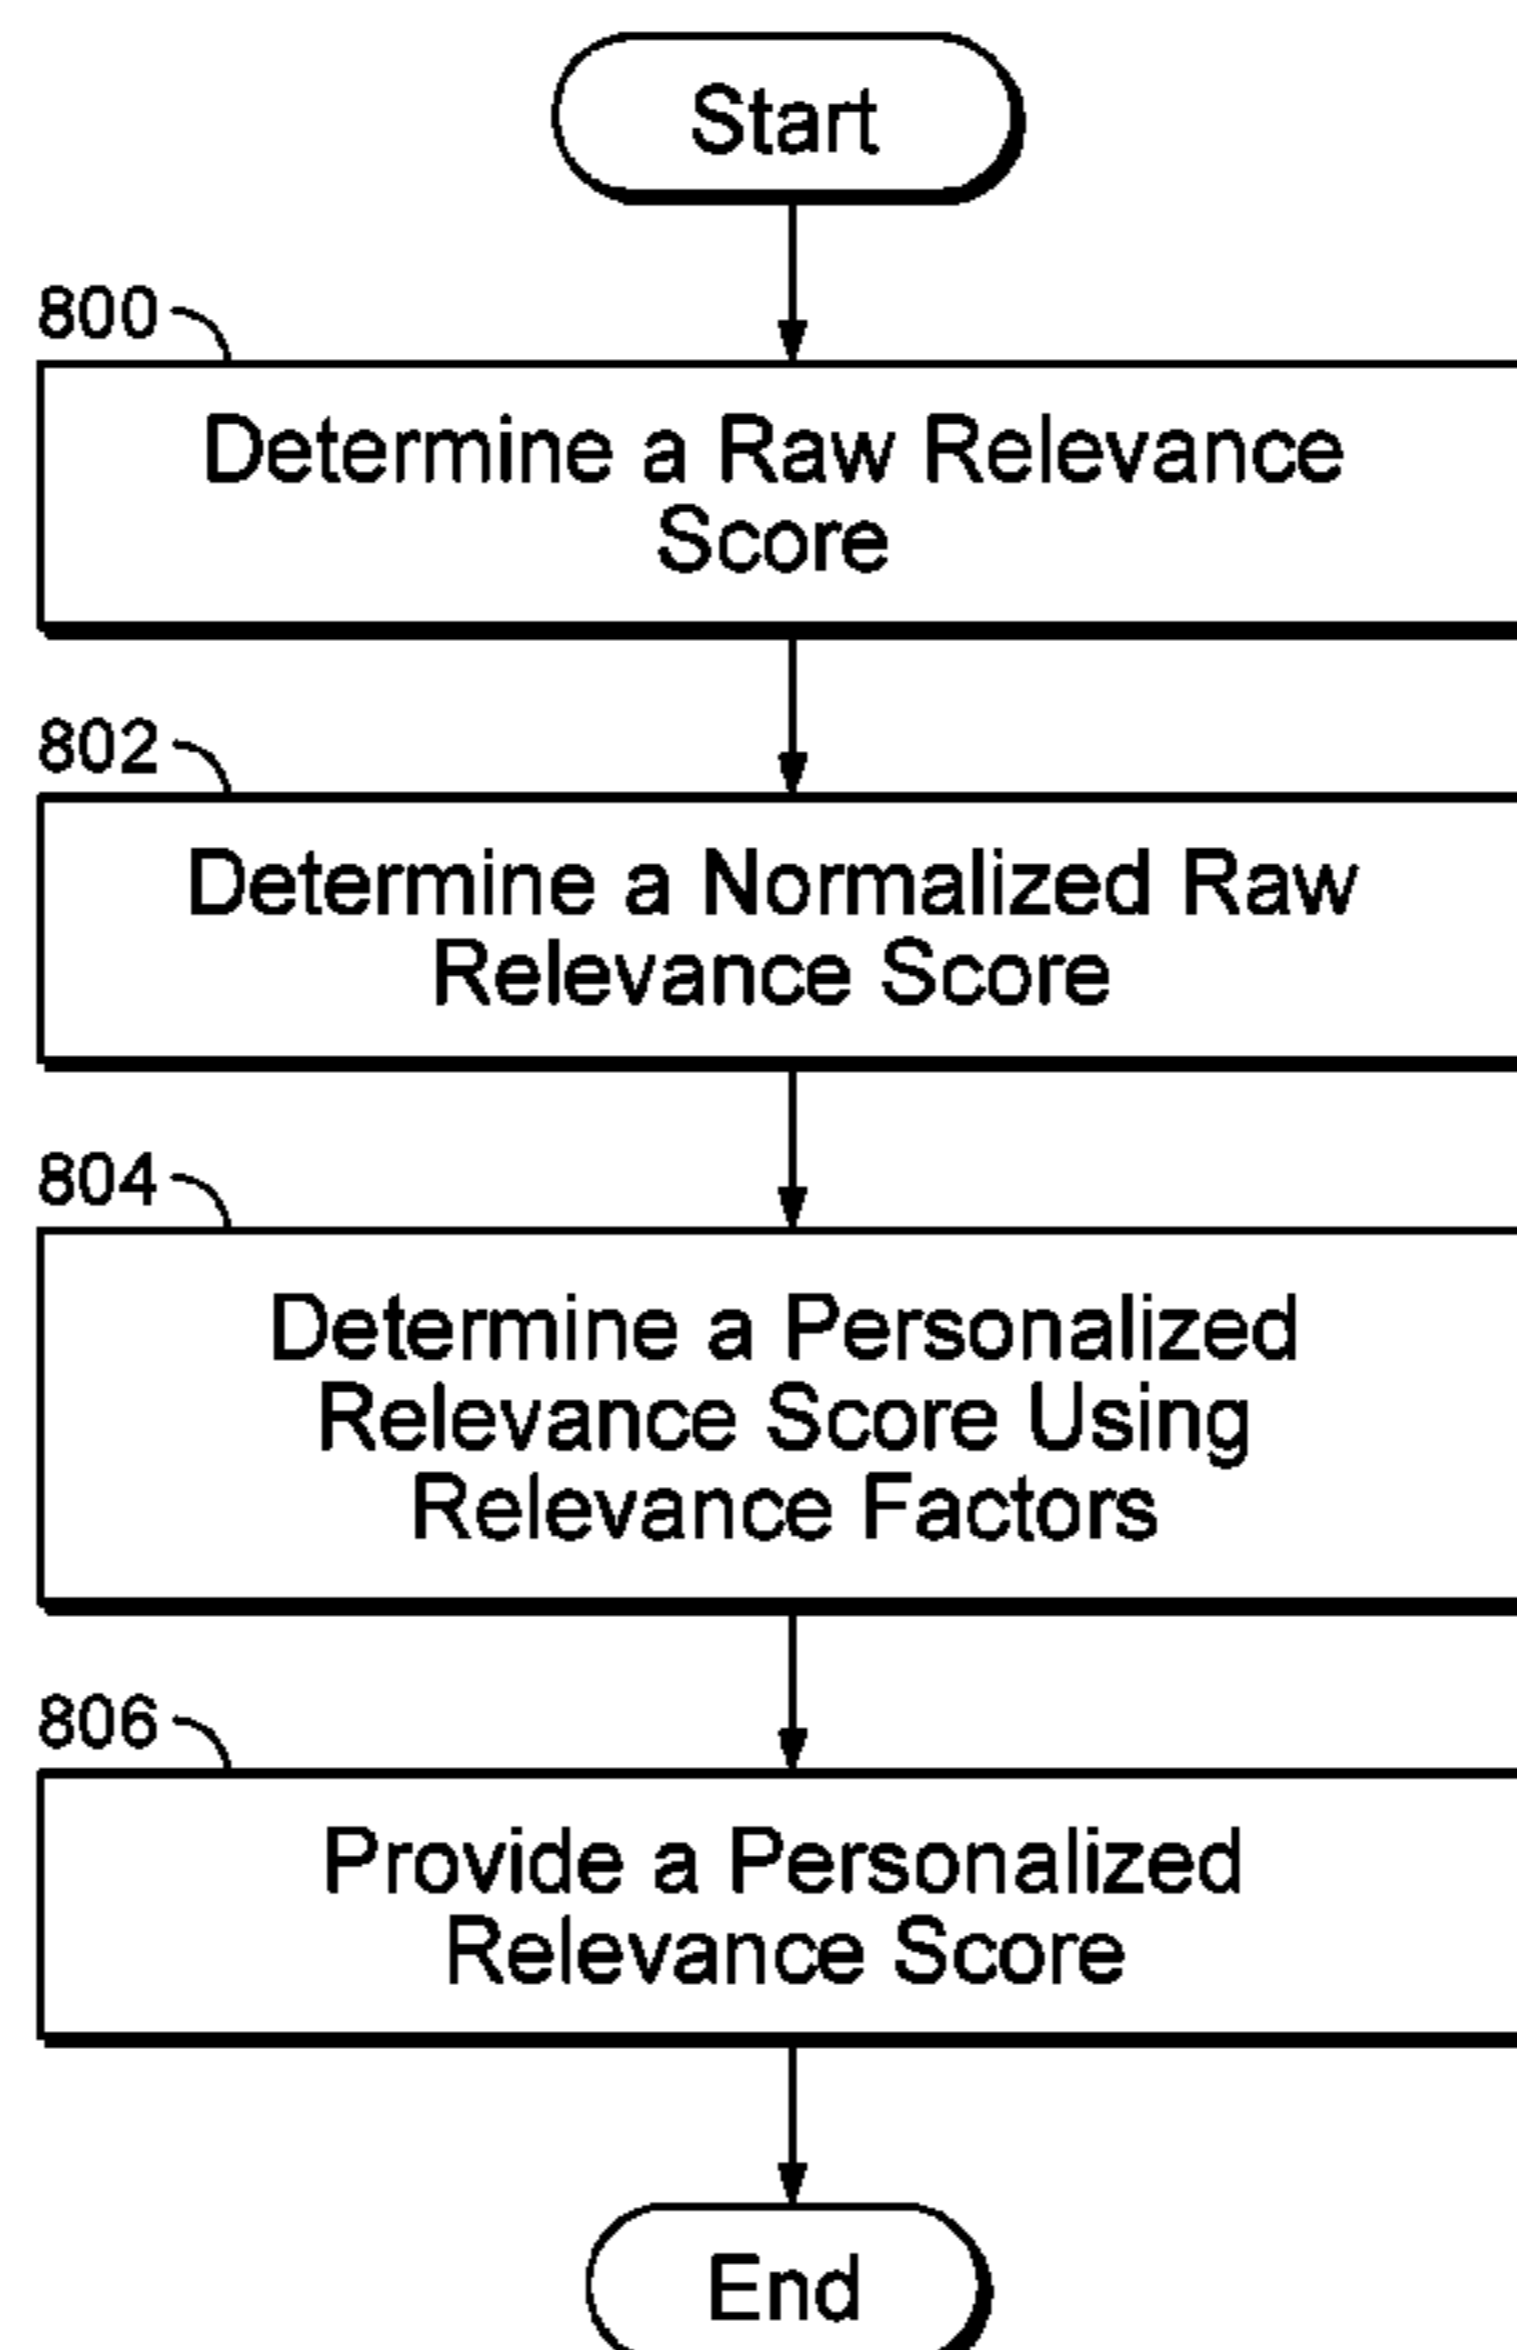 Start
800
Determine a Raw Relevance
Score
802
Determine a Normalized Raw
Relevance Score
804
Determine a Personalized
Relevance Score Using
Relevance Factors
806
Provide a Personalized
Relevance Score
End